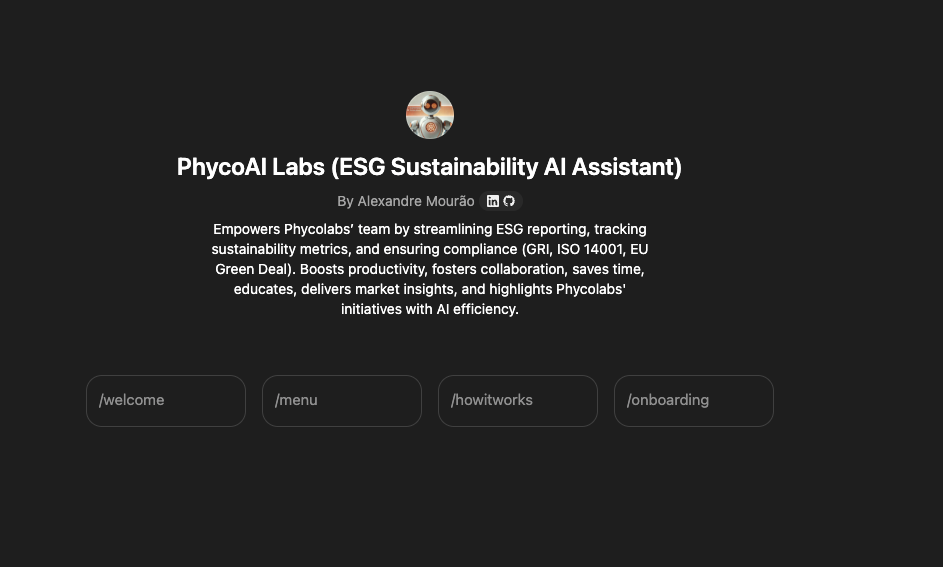 PhycoAI Labs (ESG Sustainability AI Assistant)
By Alexandre Mourão
Empowers Phycolabs’ team by streamlining ESG reporting, tracking
sustainability metrics, and ensuring compliance (GRI, ISO 14001, EU
Green Deal). Boosts productivity, fosters collaboration, saves time,
educates, delivers market insights, and highlights Phycolabs'
initiatives with AI efficiency.
/welcome
/menu
/howitworks
/onboarding